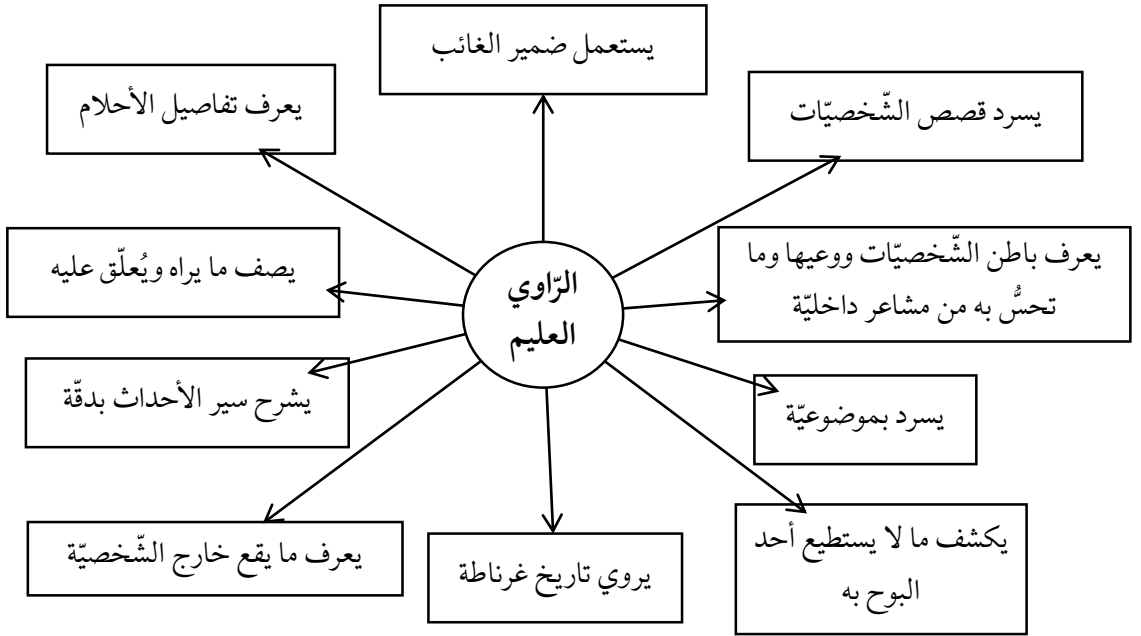 يستعمل ضمير الغائب
يسرد قصص الشّخصيّات
يعرف تفاصيل الأحلام
يعرف باطن الشّخصيّات ووعيها وما
تحسُّ به من مشاعر داخليّة
يصف ما يراه ويُعلّق عليه
الرّاوي
العليم
يسرد بموضوعيّة
يشرح سير الأحداث بدقّة
يكشف ما لا يستطيع أحد
البوح به
يروي تاريخ غرناطة
يعرف ما يقع خارج الشّخصيّة